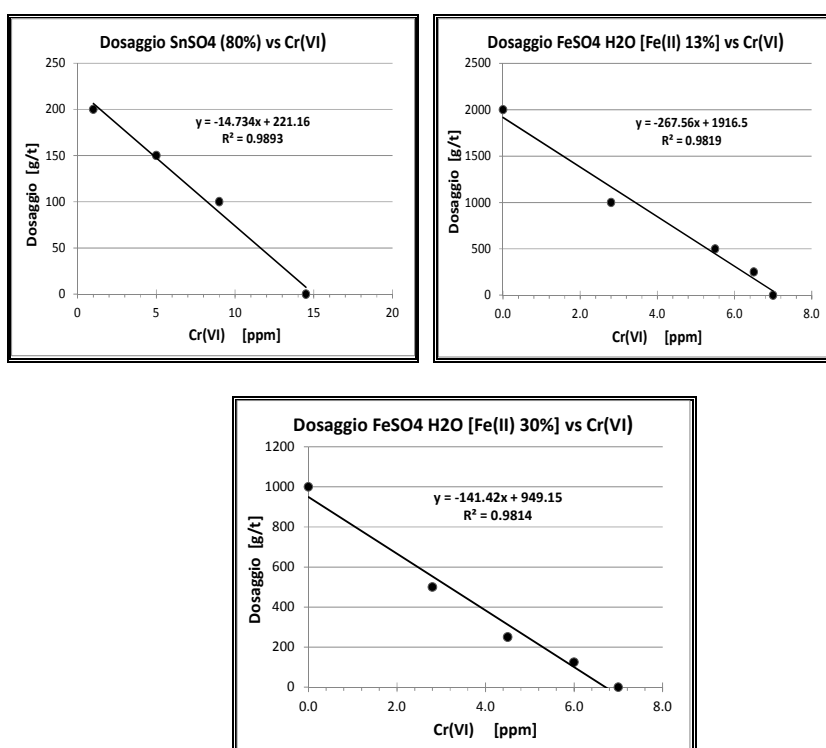 Dosaggio SnSO4 (80%) vs Cr(VI)
250
200
150
100
50
0
y = -14.734x + 221.16
R² = 0.9893
Dosaggio [g/t]
0 5 10 15 20
Cr(VI) [ppm]
Dosaggio FeSO4 H2O [Fe(II) 13%] vs Cr(VI)
2500
2000
1500
1000
500
0
y = -267.56x + 1916.5
R² = 0.9819
Dosaggio [g/t]
0.0 2.0 4.0 6.0 8.0
Cr(VI) [ppm]
Dosaggio FeSO4 H2O [Fe(II) 30%] vs Cr(VI)
1200
1000
800
600
400
200
0
y = -141.42x + 949.15
R² = 0.9814
Dosaggio [g/t]
0.0 2.0 4.0 6.0 8.0
Cr(VI) [ppm]